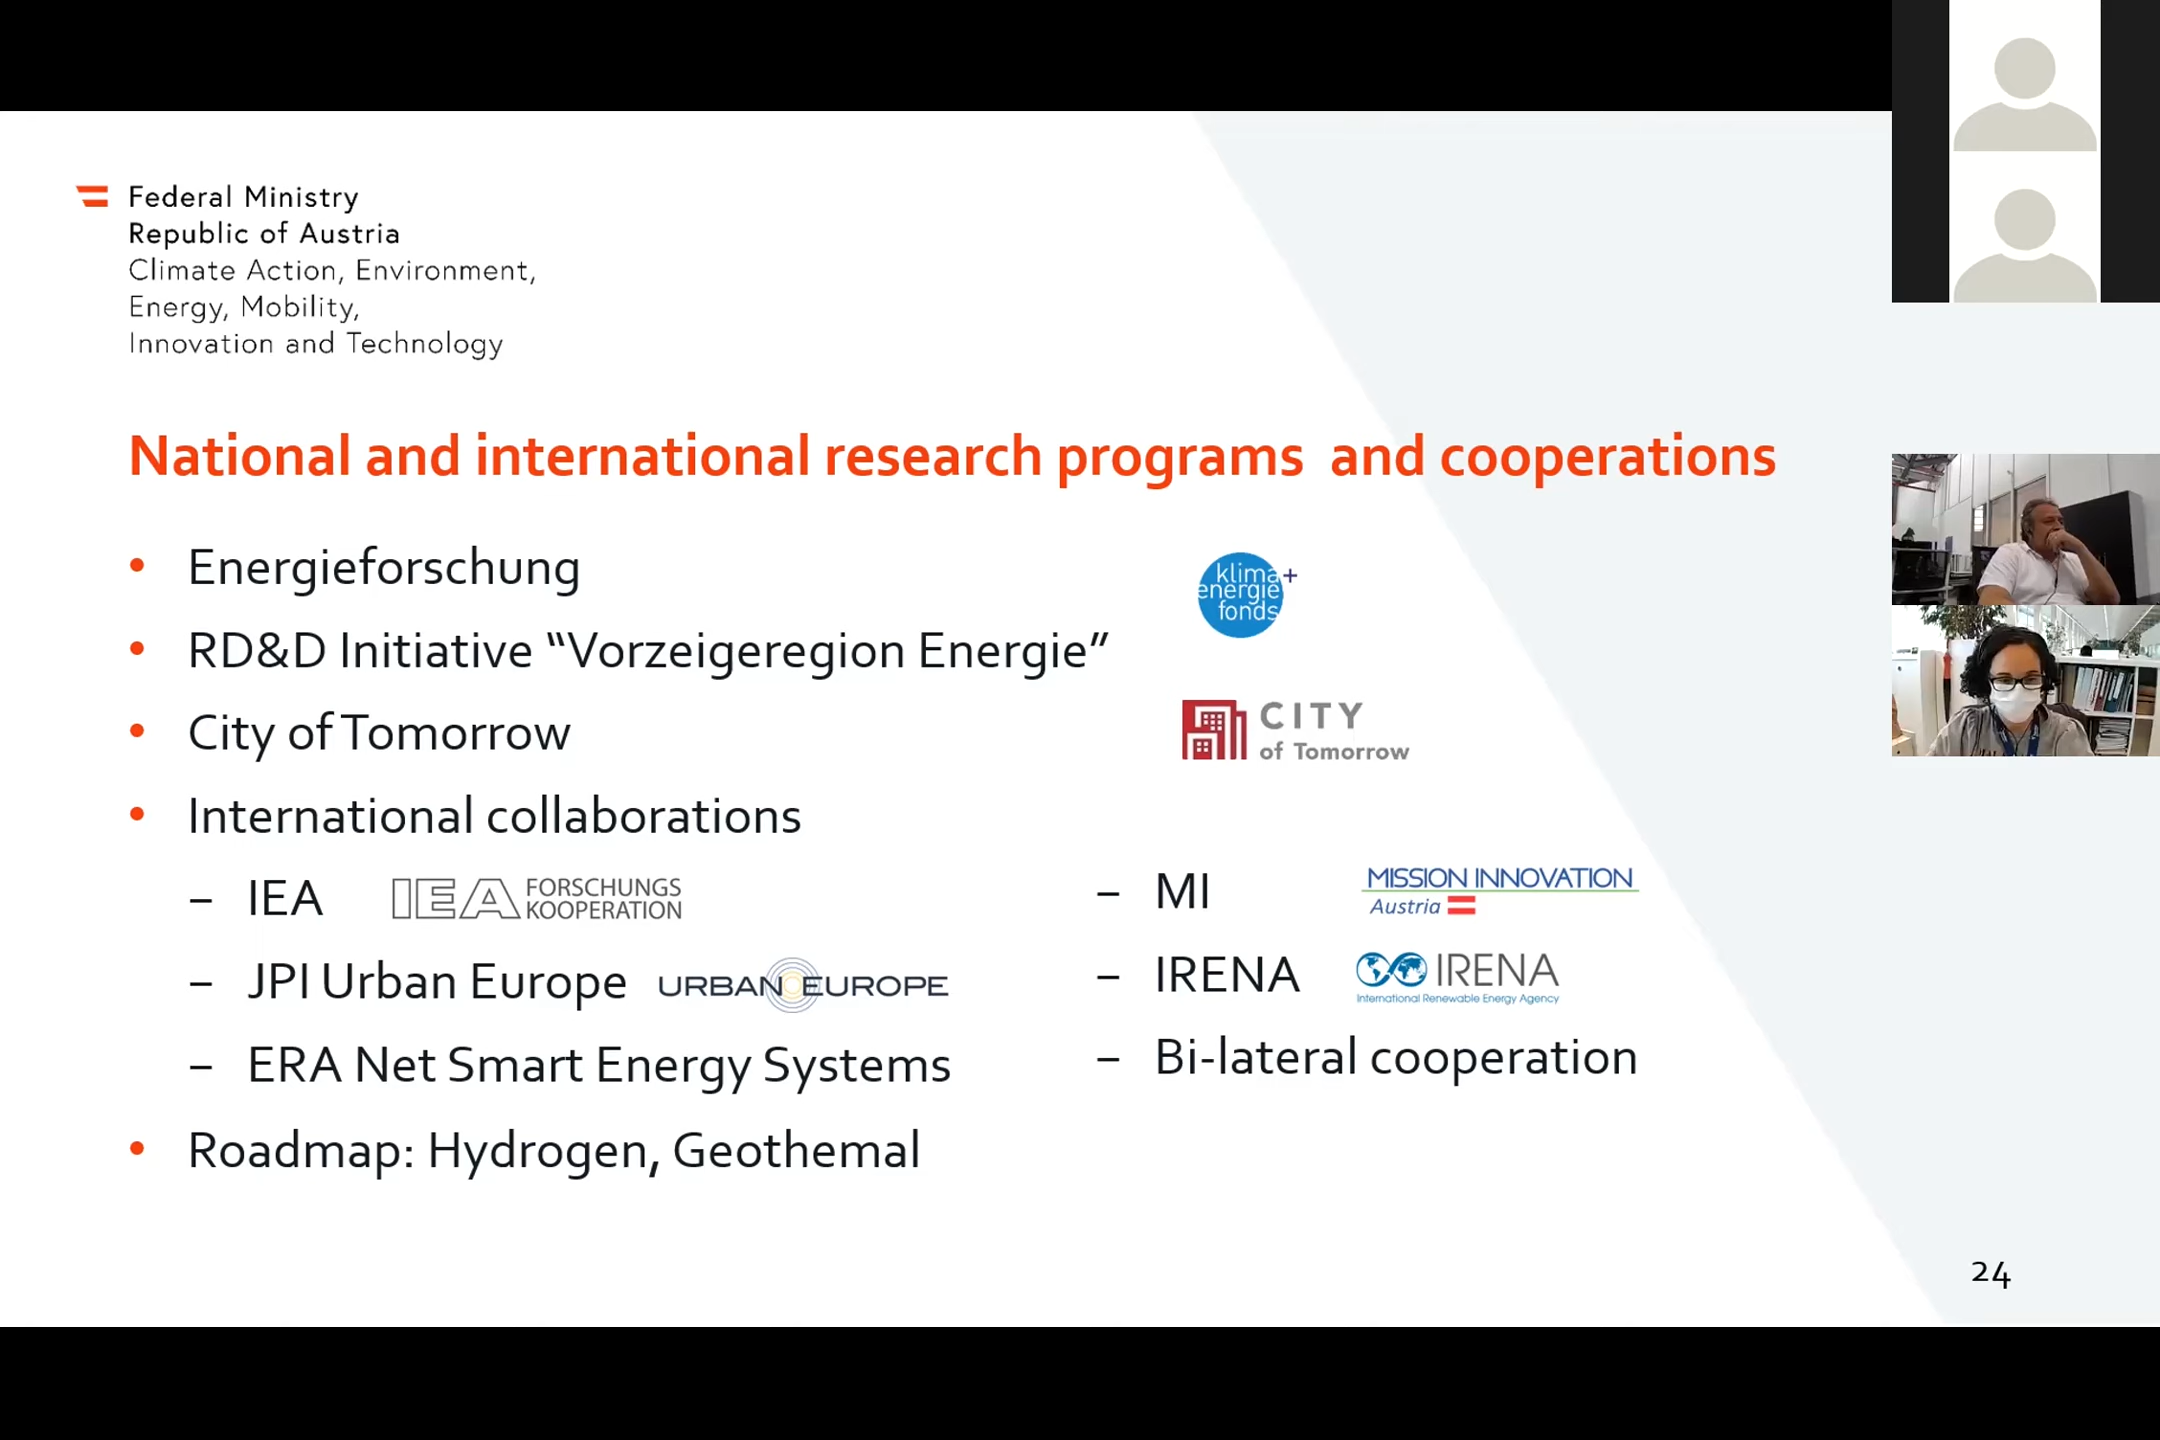 Federal Ministry
Republic of Austria
Climate Action, Environment,
Energy, Mobility,
Innovation and Technology
National and international research programs and cooperations
• Energieforschung
klima+
energie
fonds
• RD&D Initiative “Vorzeigeregion Energie”
• City of Tomorrow
CITY
of Tomorrow
• International collaborations
– IEA
IEA FORSCHUNGS
KOOPERATION
– JPI Urban Europe
URBAN EUROPE
– ERA Net Smart Energy Systems
– MI
MISSION INNOVATION
Austria
– IRENA
IRENA
International Renewable Energy Agency
– Bi-lateral cooperation
• Roadmap: Hydrogen, Geothemal
24